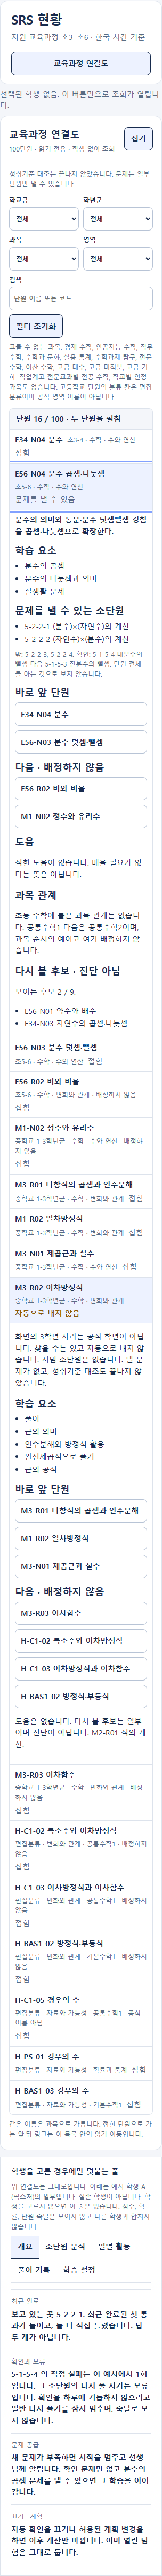 SRS 현황
지원 교육과정 초3–초6 · 한국 시간 기준
교육과정 연결도
선택된 학생 없음. 이 버튼만으로 조회가 열립니
다.
교육과정 연결도
접기
100단원 · 읽기 전용 · 학생 없이 조회
성취기준 대조는 끝나지 않았습니다. 문제는 일부
단원만 낼 수 있습니다.
학교급
학년군
전체
전체
과목
영역
전체
전체
검색
단원 이름 또는 코드
필터 초기화
고를 수 없는 과목: 경제 수학, 인공지능 수학, 직무
수학, 수학과 문화, 실용 통계, 수학과제 탐구, 전문
수학, 이산 수학, 고급 대수, 고급 미적분, 고급 기
하. 직업계고 전문교과별 전공 수학, 학교별 인정
과목도 없습니다. 고등학교 단원의 분류 칸은 편집
분류이며 공식 영역 이름이 아닙니다.
단원 16 / 100 · 두 단원을 펼침
E34-N04 분수 초3-4 · 수학 · 수와 연산
접힘
E56-N04 분수 곱셈·나눗셈
초5-6 · 수학 · 수와 연산
문제를 낼 수 있음
분수의 의미와 통분·분수 덧셈뺄셈 경험
을 곱셈·나눗셈으로 확장한다.
학습 요소
• 분수의 곱셈
• 분수의 나눗셈과 의미
• 실생활 문제
문제를 낼 수 있는 소단원
• 5-2-2-1 (분수)×(자연수)의 계산
• 5-2-2-2 (자연수)×(분수)의 계산
밖: 5-2-2-3, 5-2-2-4. 확인: 5-1-5-4 대분수의
뺄셈 다음 5-1-5-3 진분수의 뺄셈. 단원 전체
를 아는 것으로 보지 않습니다.
바로 앞 단원
E34-N04 분수
E56-N03 분수 덧셈·뺄셈
다음 · 배정하지 않음
E56-R02 비와 비율
M1-N02 정수와 유리수
도움
적힌 도움이 없습니다. 배울 필요가 없
다는 뜻은 아닙니다.
과목 관계
초등 수학에 붙은 과목 관계는 없습니
다. 공통수학1 다음은 공통수학2이며,
과목 순서의 예이고 여기 배정하지 않
습니다.
다시 볼 후보 · 진단 아님
보이는 후보 2 / 9.
• E56-N01 약수와 배수
• E34-N03 자연수의 곱셈·나눗셈
E56-N03 분수 덧셈·뺄셈
초5-6 · 수학 · 수와 연산 접힘
E56-R02 비와 비율
초5-6 · 수학 · 변화와 관계 · 배정하지 않음
접힘
M1-N02 정수와 유리수
중학교 1-3학년군 · 수학 · 수와 연산 · 배정하
지 않음
접힘
M3-R01 다항식의 곱셈과 인수분해
중학교 1-3학년군 · 수학 · 변화와 관계 접힘
M1-R02 일차방정식
중학교 1-3학년군 · 수학 · 변화와 관계 접힘
M3-N01 제곱근과 실수
중학교 1-3학년군 · 수학 · 수와 연산 접힘
M3-R02 이차방정식
중학교 1-3학년군 · 수학 · 변화와 관계
자동으로 내지 않음
화면의 3학년 자리는 공식 학년이 아닙니
다. 찾을 수는 있고 자동으로 내지 않습
니다. 시범 소단원은 없습니다. 낼 문
제가 없고, 성취기준 대조도 끝나지 않
았습니다.
학습 요소
• 풀이
• 근의 의미
• 인수분해와 방정식 활용
• 완전제곱식으로 풀기
• 근의 공식
바로 앞 단원
M3-R01 다항식의 곱셈과 인수분해
M1-R02 일차방정식
M3-N01 제곱근과 실수
다음 · 배정하지 않음
M3-R03 이차함수
H-C1-02 복소수와 이차방정식
H-C1-03 이차방정식과 이차함수
H-BAS1-02 방정식·부등식
도움은 없습니다. 다시 볼 후보는 일부
이며 진단이 아닙니다. M2-R01 식의 계
산.
M3-R03 이차함수
중학교 1-3학년군 · 수학 · 변화와 관계 · 배정
하지 않음
접힘
H-C1-02 복소수와 이차방정식
편집분류 · 변화와 관계 · 공통수학1 · 배정하지
않음
접힘
H-C1-03 이차방정식과 이차함수
편집분류 · 변화와 관계 · 공통수학1 · 배정하지
않음
접힘
H-BAS1-02 방정식·부등식
편집분류 · 변화와 관계 · 기본수학1 · 배정하지
않음
접힘
H-C1-05 경우의 수
편집분류 · 자료와 가능성 · 공통수학1 · 공식
이름 아님
접힘
H-PS-01 경우의 수
편집분류 · 자료와 가능성 · 확률과 통계 접힘
H-BAS1-03 경우의 수
편집분류 · 자료와 가능성 · 기본수학1 접힘
같은 이름은 과목으로 가릅니다. 접힌 단원으로 가
는 앞·뒤 링크는 이 목록 안의 읽기 이동입니다.
학생을 고른 경우에만 덧붙는 줄
위 연결도는 그대로입니다. 아래는 예시 학생 A
(픽스처)의 일부입니다. 실존 학생이 아닙니다. 학
생을 고르지 않으면 이 줄은 없습니다. 점수, 확
률, 단원 숙달은 보이지 않고 다른 학생과 합치지
않습니다.
개요
소단원 분석
일별 활동
풀이 기록
학습 설정
최근 완료
보고 있는 곳 5-2-2-1. 최근 완료된 첫 통
과가 둘이고, 둘 다 직접 틀렸습니다. 답
두 개가 아닙니다.
확인과 보류
5-1-5-4 의 직접 실패는 이 예시에서 1회
입니다. 그 소단원의 다시 풀 시기는 보류
입니다. 확인을 하루에 거듭하지 않으려고
일반 다시 풀기를 잠시 멈추며, 숙달로 보
지 않습니다.
문제 공급
새 문제가 부족하면 시작을 멈추고 선생
님께 알립니다. 확인 문제만 없고 분수의
곱셈 문제를 낼 수 있으면 그 학습을 이어
갑니다.
끄기 · 계획
자동 확인을 끄거나 허용된 계획 변경을
하면 이후 계산만 바뀝니다. 이미 열린 탐
험은 그대로 둡니다.